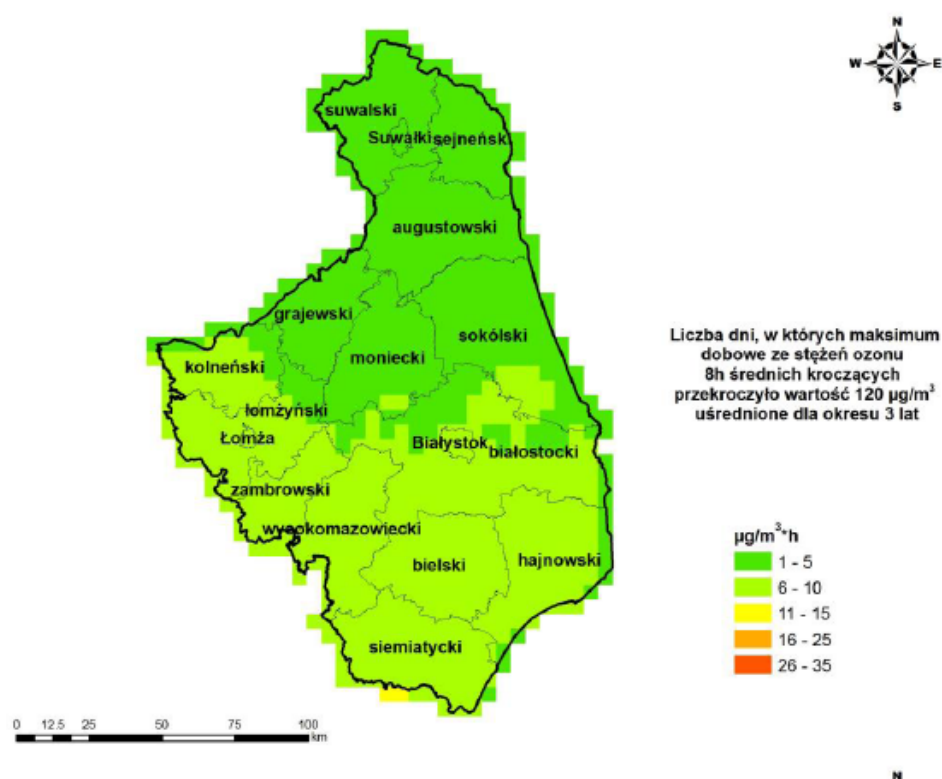 N
W E
S
suwalski
Suwałki sejneńsk
augustowski
grajewski
sokólski
moniecki
kolneński
łomżyński
Łomża
Białystok
białostocki
zambrowski
wysokomazowiecki
bielski
hajnowski
siemiatycki
Liczba dni, w których maksimum
dobowe ze stężeń ozonu
8h średnich kroczących
przekroczyło wartość 120 µg/m³
uśrednione dla okresu 3 lat
µg/m³*h
1 - 5
6 - 10
11 - 15
16 - 25
26 - 35
0 12.5 25 50 75 100
km
N